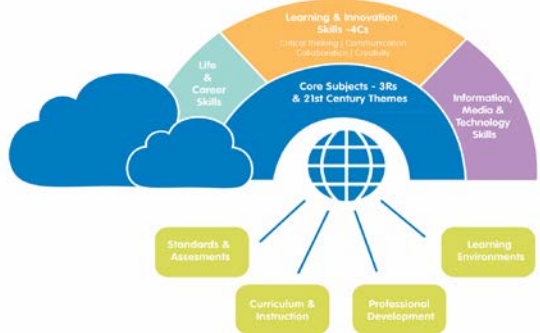 Learning & Innovation
Skills -4Cs
Critical thinking | Communication
Collaboration | Creativity
Life
&
Career
Skills
Core Subjects - 3Rs
& 21st Century Themes
Information,
Media &
Technology
Skills
Standards &
Assesments
Learning
Environments
Curriculum &
Instruction
Professional
Development